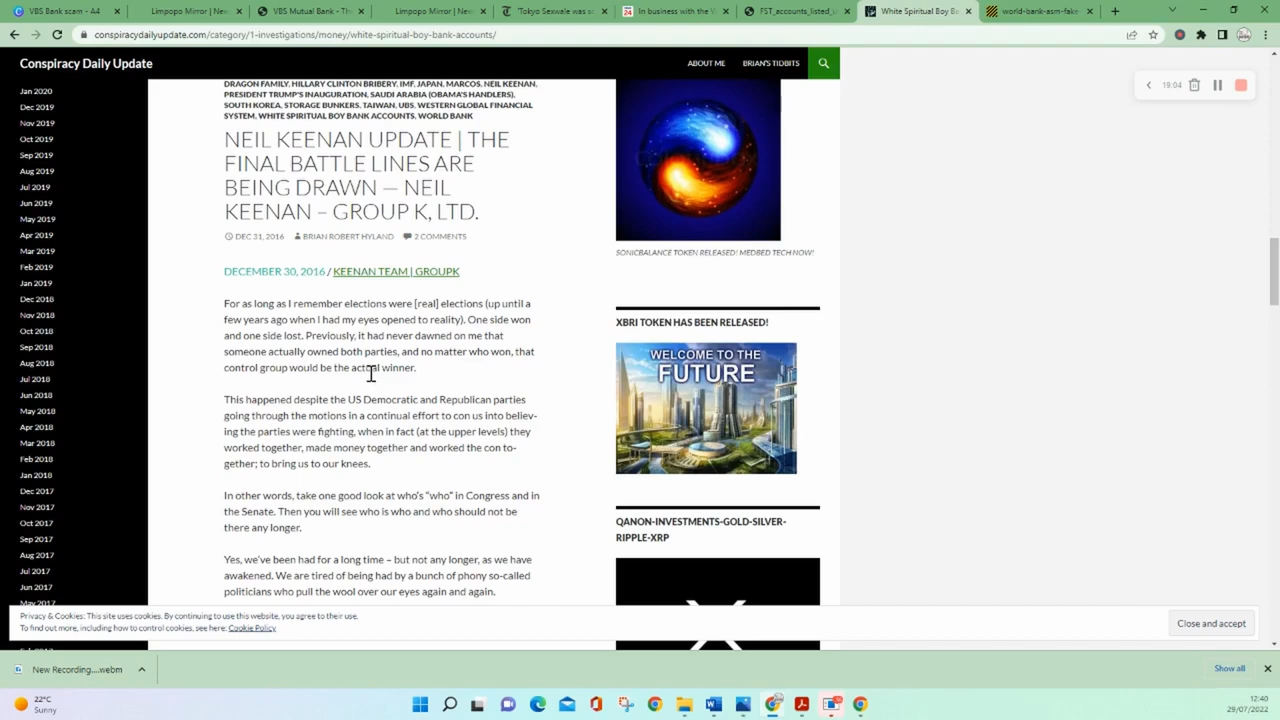 VBS Bank scam - A4
Limpopo Mirror | Ne
VBS Mutual Bank - The
Limpopo Mirror | Ne
Tokyo Sexwale was sc
In business with the V
FST_accounts_listed_
White Spiritual Boy Ba
world-bank-asm-fake
conspiracydailyupdate.com/category/1-investigations/money/white-spiritual-boy-bank-accounts/
Conspiracy Daily Update
ABOUT ME
BRIAN'S TIDBITS
19:04
Jan 2020
Dec 2019
Nov 2019
Oct 2019
Sep 2019
Aug 2019
Jul 2019
Jun 2019
May 2019
Apr 2019
Mar 2019
Feb 2019
Jan 2019
Dec 2018
Nov 2018
Oct 2018
Sep 2018
Aug 2018
Jul 2018
Jun 2018
May 2018
Apr 2018
Mar 2018
Feb 2018
Jan 2018
Dec 2017
Nov 2017
Oct 2017
Sep 2017
Aug 2017
Jul 2017
Jun 2017
May 2017
DRAGON FAMILY, HILLARY CLINTON BRIBERY, IMF, JAPAN, MARCOS, NEIL KEENAN,
PRESIDENT TRUMP'S INAUGURATION, SAUDI ARABIA (OBAMA'S HANDLERS),
SOUTH KOREA, STORAGE BUNKERS, TAIWAN, UBS, WESTERN GLOBAL FINANCIAL
SYSTEM, WHITE SPIRITUAL BOY BANK ACCOUNTS, WORLD BANK
NEIL KEENAN UPDATE | THE
FINAL BATTLE LINES ARE
BEING DRAWN — NEIL
KEENAN – GROUP K, LTD.
DEC 31, 2016 BRIAN ROBERT HYLAND 2 COMMENTS
DECEMBER 30, 2016 / KEENAN TEAM | GROUPK
For as long as I remember elections were [real] elections (up until a
few years ago when I had my eyes opened to reality). One side won
and one side lost. Previously, it had never dawned on me that
someone actually owned both parties, and no matter who won, that
control group would be the actual winner.
This happened despite the US Democratic and Republican parties
going through the motions in a continual effort to con us into believ-
ing the parties were fighting, when in fact (at the upper levels) they
worked together, made money together and worked the con to-
gether; to bring us to our knees.
In other words, take one good look at who's "who" in Congress and in
the Senate. Then you will see who is who and who should not be
there any longer.
Yes, we've been had for a long time – but not any longer, as we have
awakened. We are tired of being had by a bunch of phony so-called
politicians who pull the wool over our eyes again and again.
SONICBALANCE TOKEN RELEASED! MEDBED TECH NOW!
XBRI TOKEN HAS BEEN RELEASED!
WELCOME TO THE
FUTURE
QANON-INVESTMENTS-GOLD-SILVER-
RIPPLE-XRP
Privacy & Cookies: This site uses cookies. By continuing to use this website, you agree to their use.
To find out more, including how to control cookies, see here: Cookie Policy
Close and accept
New Recording....webm
Show all
22°C
Sunny
12:40
29/07/2022